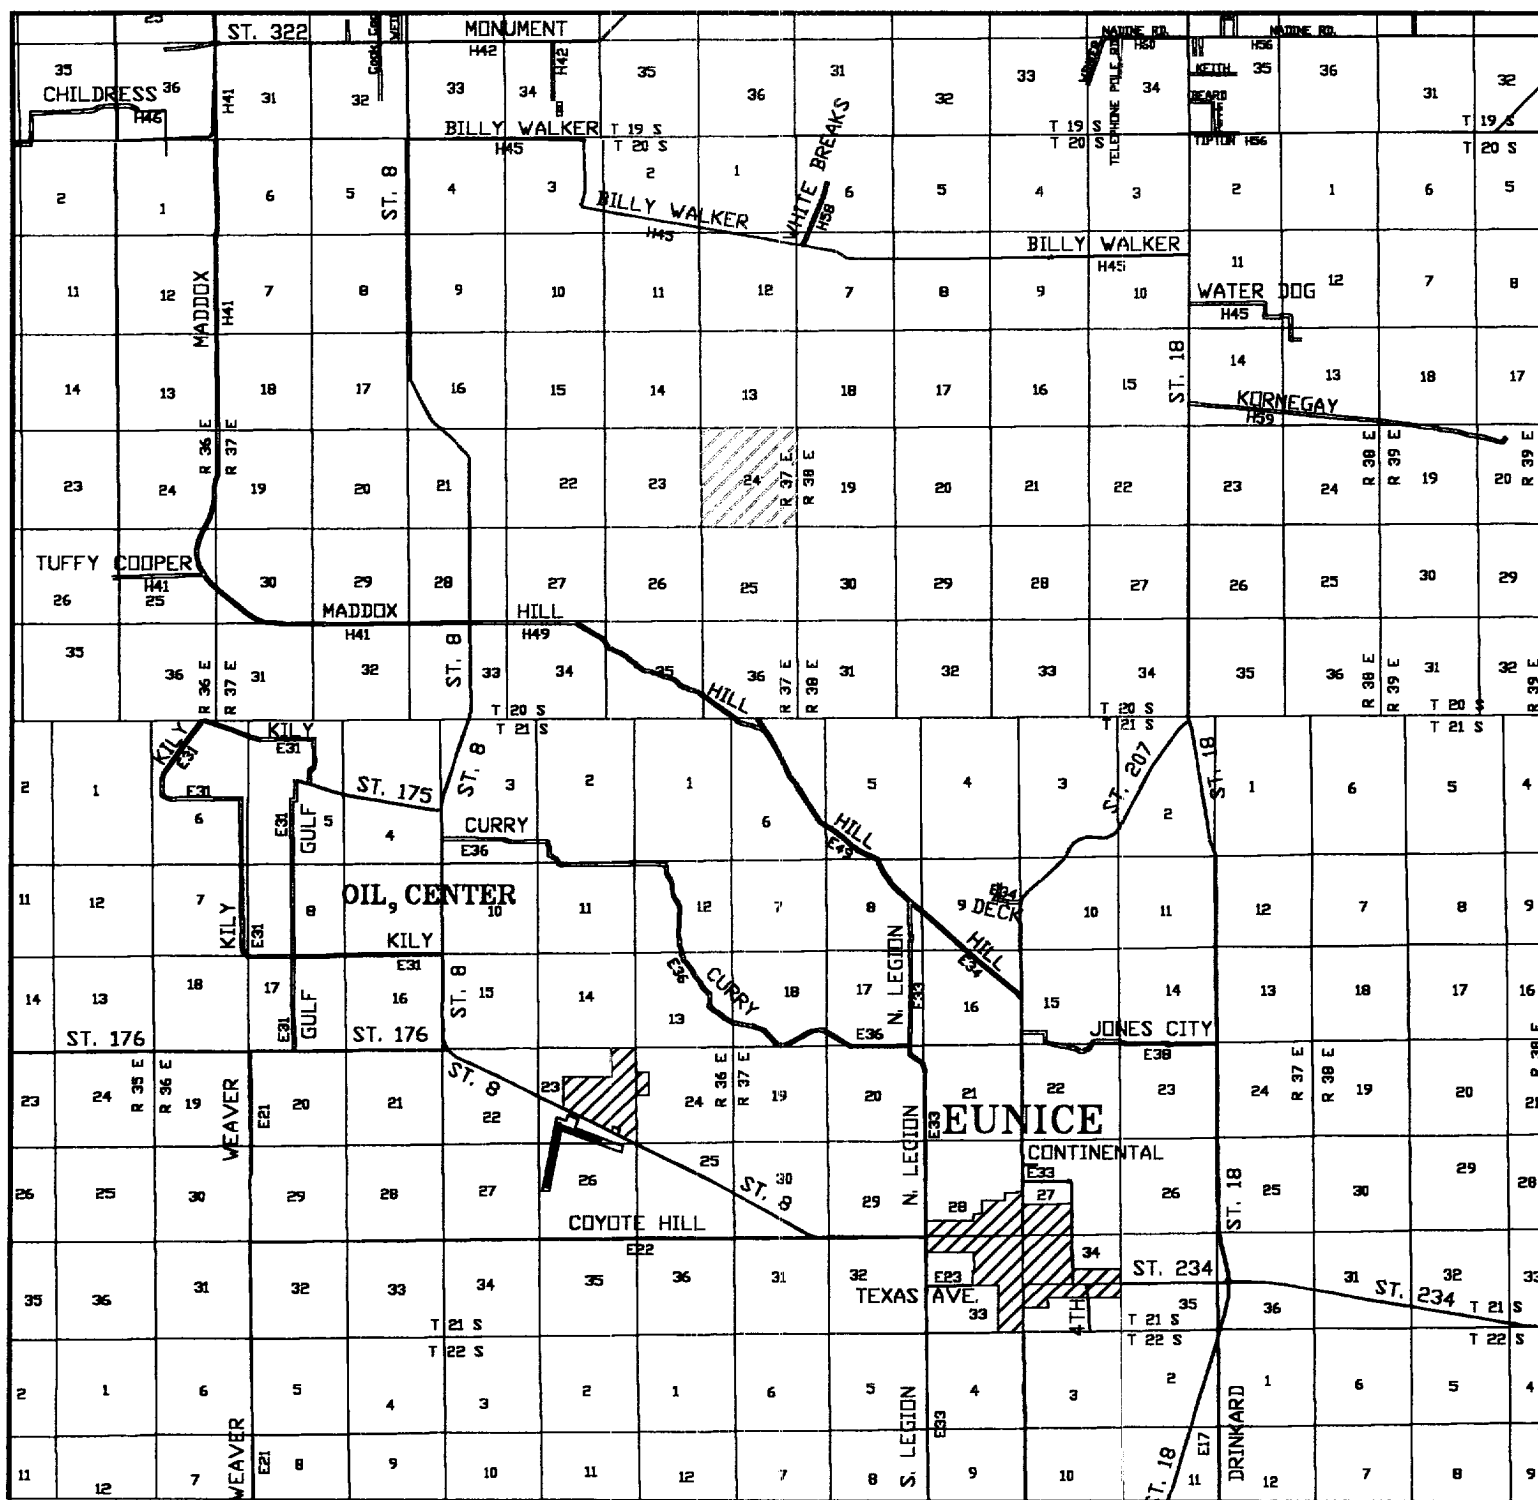 25 ST. 322 MONUMENT NADINE RD. NADINE RD.
H42 H42 H60 H56
35 36 31 32 33 34 35 36 31 32 33 34 KEITH 35 36 31 32
CHILDRESS H46 H41 WHITE BREAKS TELEPHONE POLE RD BEARD
BILLY WALKER T 19 S T 19 S T 19 S
H45 T 20 S T 20 S TIPTON H56 T 20 S
2 1 6 5 ST. 8 4 3 2 1 6 5 4 3 2 1 6 5
BILLY WALKER H58
H45 BILLY WALKER
H45
MADDOX H41
11 12 7 8 9 10 11 12 7 8 9 10 11 12 7 8
WATER DOG
H45
14 13 18 17 16 15 14 13 18 17 16 15 ST. 18 14 13 18 17
KORNEGAY
H59
R 36 E R 37 E R 37 E R 38 E R 38 E R 39 E R 39 E
23 24 19 20 21 22 23 24 19 20 21 22 23 24 19 20
TUFFY COOPER
H41
26 25 30 29 28 27 26 25 30 29 28 27 26 25 30 29
MADDOX HILL
H41 H49
35 36 31 32 ST. 8 33 34 35 36 31 32 33 34 35 36 31 32
R 36 E R 37 E HILL R 37 E R 38 E R 38 E R 39 E R 39 E
T 20 S T 20 S T 20 S
T 21 S T 21 S T 21 S
KILY E31 KILY E31 ST. 8 ST. 207 ST. 18
2 1 E31 ST. 175 3 2 1 5 4 3 2 1 6 5 4
6 E31 GULF 5 4 CURRY 6 HILL
E36 E49
OIL CENTER
11 12 7 8 9 10 11 12 7 8 9 E34 DECK 10 11 12 7 8 9
KILY E31 KILY E31 E36 CURRY N. LEGION E33 HILL E34
14 13 18 17 16 ST. 8 15 14 13 18 17 16 15 14 13 18 17 16
ST. 176 E31 GULF ST. 176 E36 JONES CITY
E38
ST. 8
23 24 R 35 E R 36 E 19 20 21 22 23 24 R 36 E R 37 E 19 20 21 22 23 24 R 37 E R 38 E 19 20 21 R 38 E
WEAVER E21 N. LEGION E33 EUNICE
CONTINENTAL
E33
26 25 30 29 28 27 26 25 30 29 28 27 26 25 30 29 28
ST. 8 ST. 18
COYOTE HILL
E22
35 36 31 32 33 34 35 36 31 32 33 34 35 36 31 32 33
E23 ST. 234 ST. 234
TEXAS AVE. 4TH
T 21 S T 21 S T 21 S
T 22 S T 22 S T 22 S
2 1 6 5 4 3 2 1 6 5 4 3 2 1 6 5 4
WEAVER E21 S. LEGION E33 ST. 18 E17 DRINKARD
11 12 7 8 9 10 11 12 7 8 9 10 11 12 7 8 9